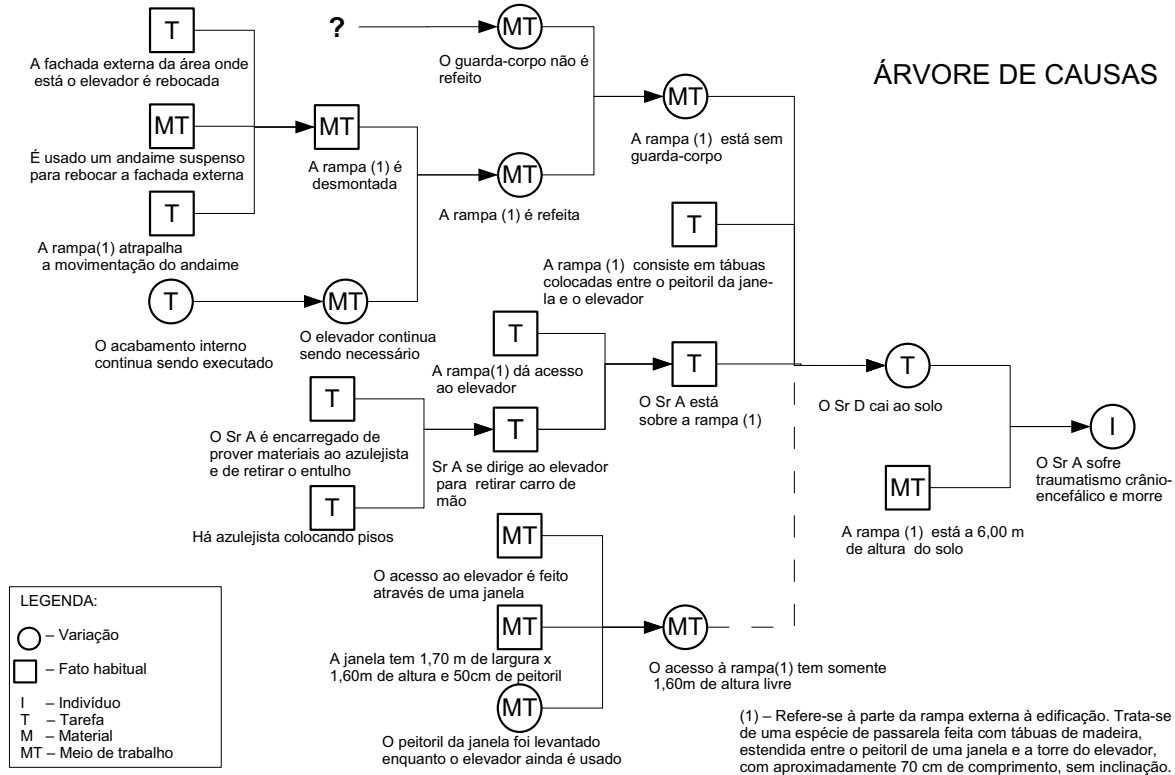 T
A fachada externa da área onde
está o elevador é rebocada
MT
É usado um andaime suspenso
para rebocar a fachada externa
T
A rampa(1) atrapalha
a movimentação do andaime
T
O acabamento interno
continua sendo executado
MT
A rampa (1) é
desmontada
MT
O elevador continua
sendo necessário
?
MT
O guarda-corpo não é
refeito
MT
A rampa (1) é refeita
MT
A rampa (1) está sem
guarda-corpo
ÁRVORE DE CAUSAS
T
A rampa (1) consiste em tábuas
colocadas entre o peitoril da jane-
la e o elevador
T
A rampa(1) dá acesso
ao elevador
T
O Sr A é encarregado de
prover materiais ao azulejista
e de retirar o entulho
T
Há azulejista colocando pisos
T
Sr A se dirige ao elevador
para retirar carro de
mão
T
O Sr A está
sobre a rampa (1)
T
O Sr D cai ao solo
MT
A rampa (1) está a 6,00 m
de altura do solo
I
O Sr A sofre
traumatismo crânio-
encefálico e morre
MT
O acesso ao elevador é feito
através de uma janela
MT
A janela tem 1,70 m de largura x
1,60m de altura e 50cm de peitoril
MT
O peitoril da janela foi levantado
enquanto o elevador ainda é usado
MT
O acesso à rampa(1) tem somente
1,60m de altura livre
LEGENDA:
– Variação
– Fato habitual
I – Indivíduo
T – Tarefa
M – Material
MT – Meio de trabalho
(1) – Refere-se à parte da rampa externa à edificação. Trata-se
de uma espécie de passarela feita com tábuas de madeira,
estendida entre o peitoril de uma janela e a torre do elevador,
com aproximadamente 70 cm de comprimento, sem inclinação.